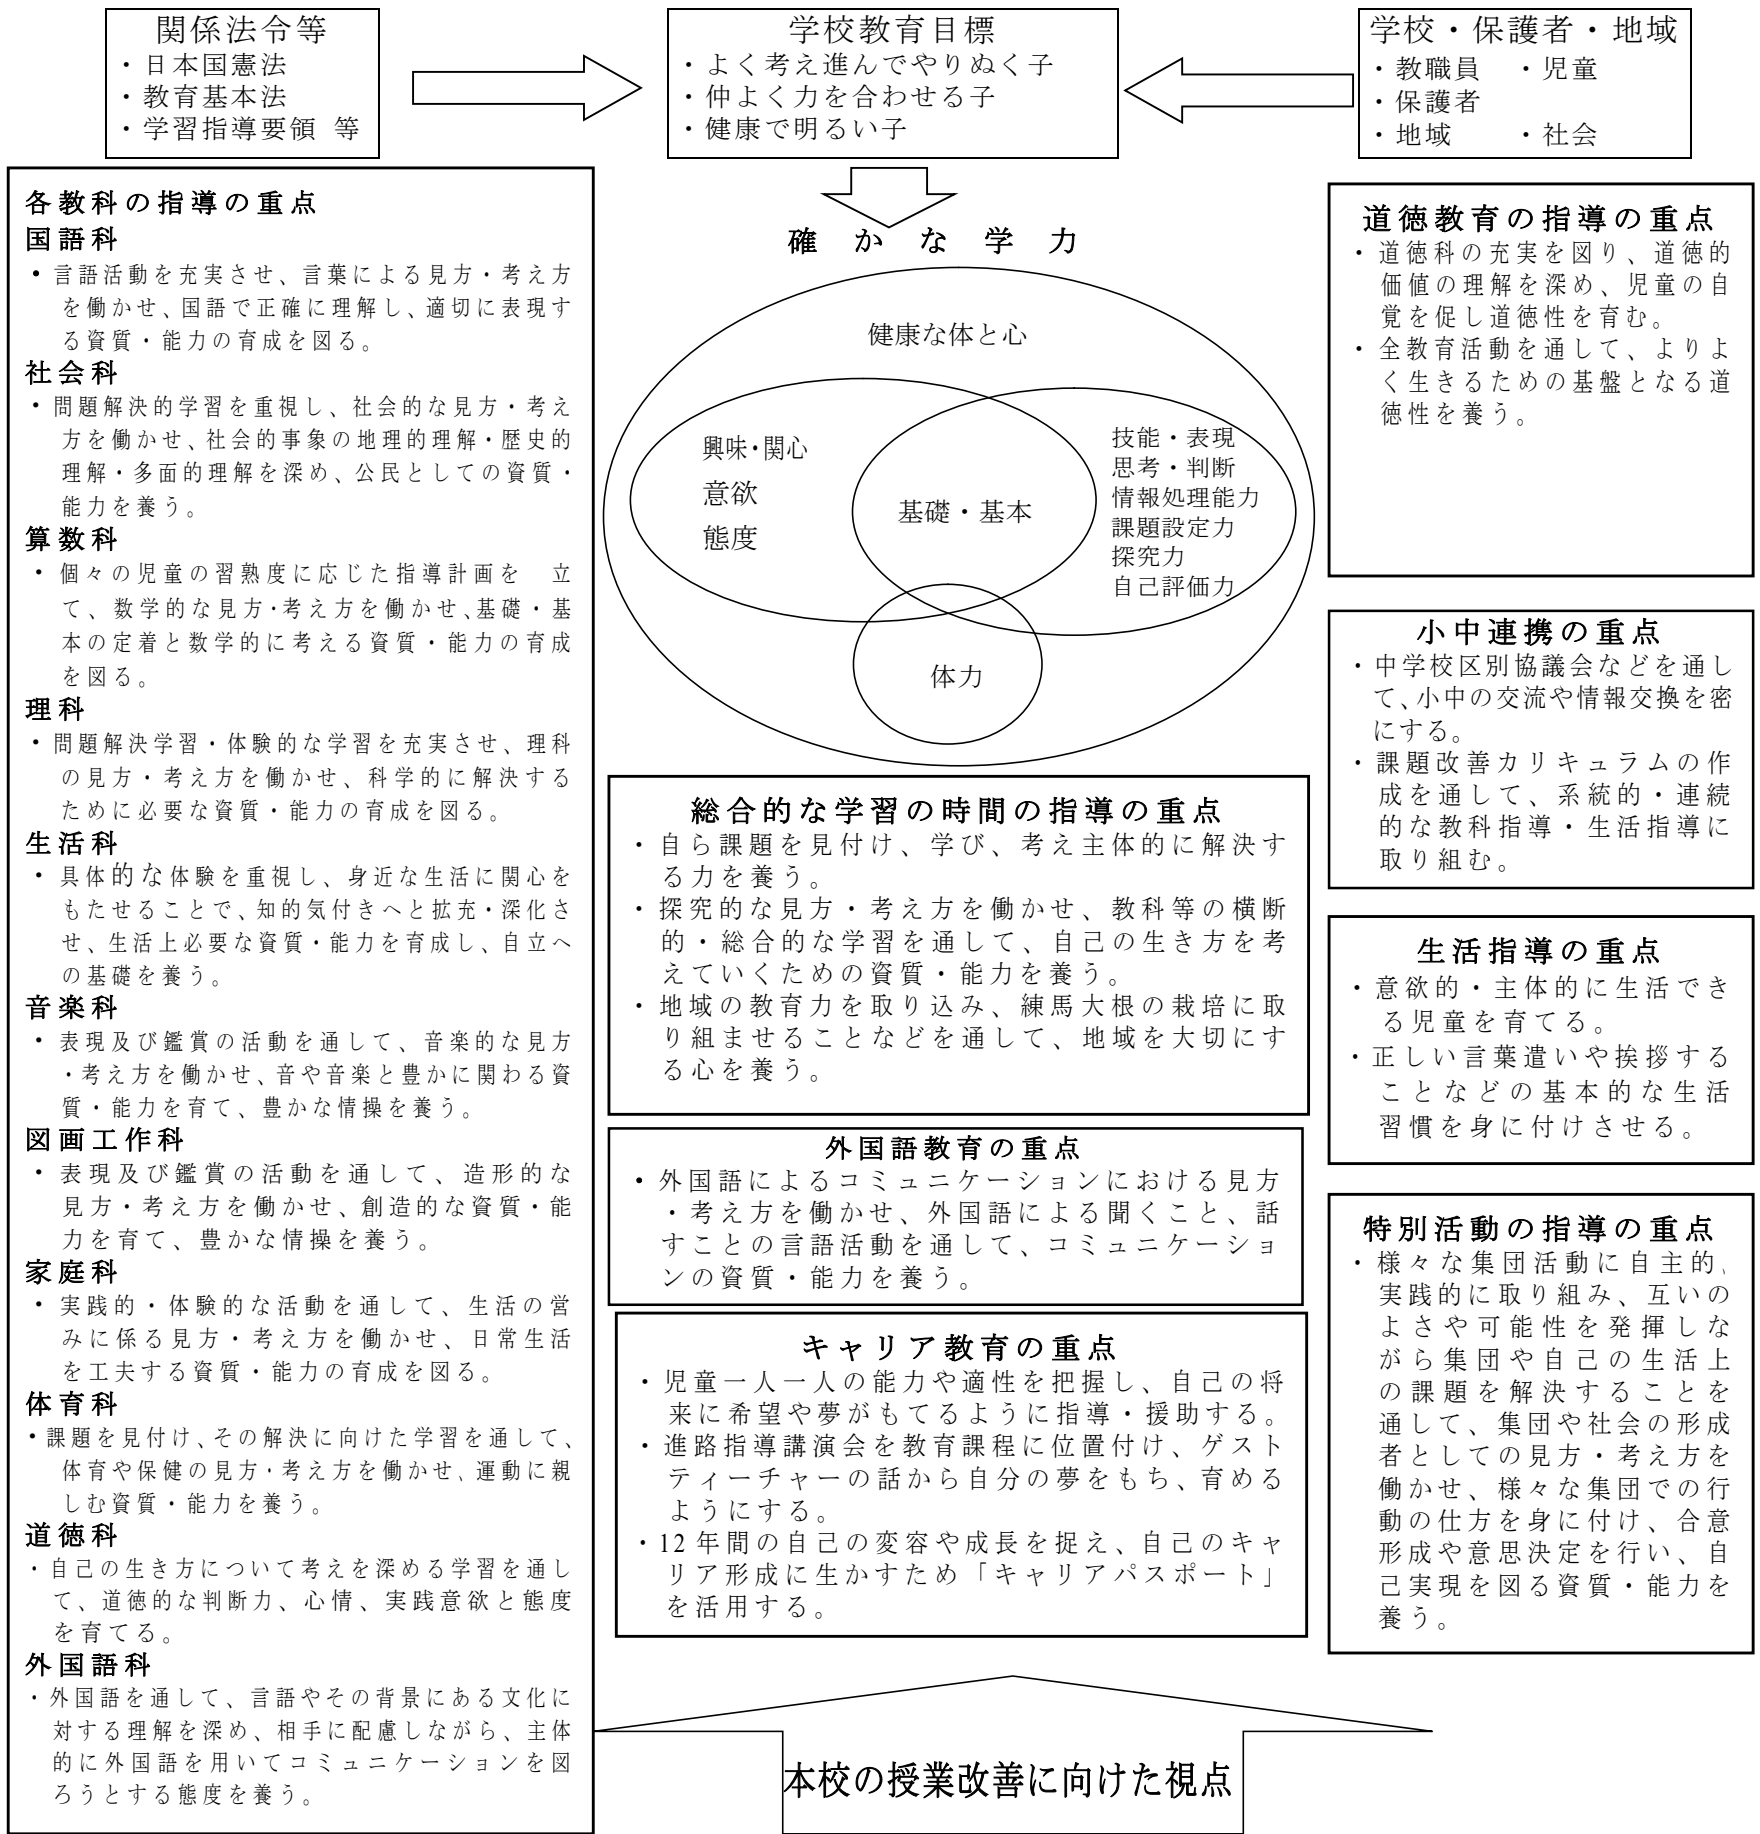 関係法令等
・日本国憲法
・教育基本法
・学習指導要領 等
学校教育目標
・よく考え進んでやりぬく子
・仲よく力を合わせる子
・健康で明るい子
学校・保護者・地域
・教職員 ・児童
・保護者
・地域 ・社会
各教科の指導の重点
国語科
・言語活動を充実させ、言葉による見方・考え方
を働かせ、国語で正確に理解し、適切に表現す
る資質・能力の育成を図る。
社会科
・問題解決的学習を重視し、社会的な見方・考え
方を働かせ、社会的事象の地理的理解・歴史的
理解・多面的理解を深め、公民としての資質・
能力を養う。
算数科
・個々の児童の習熟度に応じた指導計画を 立
て、数学的な見方・考え方を働かせ、基礎・基
本の定着と数学的に考える資質・能力の育成
を図る。
理科
・問題解決学習・体験的な学習を充実させ、理科
の見方・考え方を働かせ、科学的に解決する
ために必要な資質・能力の育成を図る。
生活科
・具体的な体験を重視し、身近な生活に関心を
もたせることで、知的気付きへと拡充・深化さ
せ、生活上必要な資質・能力を育成し、自立へ
の基礎を養う。
音楽科
・表現及び鑑賞の活動を通して、音楽的な見方
・考え方を働かせ、音や音楽と豊かに関わる資
質・能力を育て、豊かな情操を養う。
図画工作科
・表現及び鑑賞の活動を通して、造形的な
見方・考え方を働かせ、創造的な資質・能
力を育て、豊かな情操を養う。
家庭科
・実践的・体験的な活動を通して、生活の営
みに係る見方・考え方を働かせ、日常生活
を工夫する資質・能力の育成を図る。
体育科
・課題を見付け、その解決に向けた学習を通して、
体育や保健の見方・考え方を働かせ、運動に親
しむ資質・能力を養う。
道徳科
・自己の生き方について考えを深める学習を通し
て、道徳的な判断力、心情、実践意欲と態度
を育てる。
外国語科
・外国語を通して、言語やその背景にある文化に
対する理解を深め、相手に配慮しながら、主体
的に外国語を用いてコミュニケーションを図
ろうとする態度を養う。
確かな学力
健康な体と心
興味・関心
意欲
態度
基礎・基本
技能・表現
思考・判断
情報処理能力
課題設定力
探究力
自己評価力
体力
総合的な学習の時間の指導の重点
・自ら課題を見付け、学び、考え主体的に解決す
る力を養う。
・探究的な見方・考え方を働かせ、教科等の横断
的・総合的な学習を通して、自己の生き方を考
えていくための資質・能力を養う。
・地域の教育力を取り込み、練馬大根の栽培に取
り組ませることなどを通して、地域を大切にす
る心を養う。
外国語教育の重点
・外国語によるコミュニケーションにおける見方
・考え方を働かせ、外国語による聞くこと、話
すことの言語活動を通して、コミュニケーショ
ンの資質・能力を養う。
キャリア教育の重点
・児童一人一人の能力や適性を把握し、自己の将
来に希望や夢がもてるように指導・援助する。
・進路指導講演会を教育課程に位置付け、ゲスト
ティーチャーの話から自分の夢をもち、育める
ようにする。
・12年間の自己の変容や成長を捉え、自己のキャ
リア形成に生かすため「キャリアパスポート」
を活用する。
道徳教育の指導の重点
・道徳科の充実を図り、道徳的
価値の理解を深め、児童の自
覚を促し道徳性を育む。
・全教育活動を通して、よりよ
く生きるための基盤となる道
徳性を養う。
小中連携の重点
・中学校区別協議会などを通し
て、小中の交流や情報交換を密
にする。
・課題改善カリキュラムの作
成を通して、系統的・連続
的な教科指導・生活指導に
取り組む。
生活指導の重点
・意欲的・主体的に生活でき
る児童を育てる。
・正しい言葉遣いや挨拶する
ことなどの基本的な生活
習慣を身に付けさせる。
特別活動の指導の重点
・様々な集団活動に自主的、
実践的に取り組み、互いの
よさや可能性を発揮しな
がら集団や自己の生活上
の課題を解決することを
通して、集団や社会の形成
者としての見方・考え方を
働かせ、様々な集団での行
動の仕方を身に付け、合意
形成や意思決定を行い、自
己実現を図る資質・能力を
養う。
本校の授業改善に向けた視点